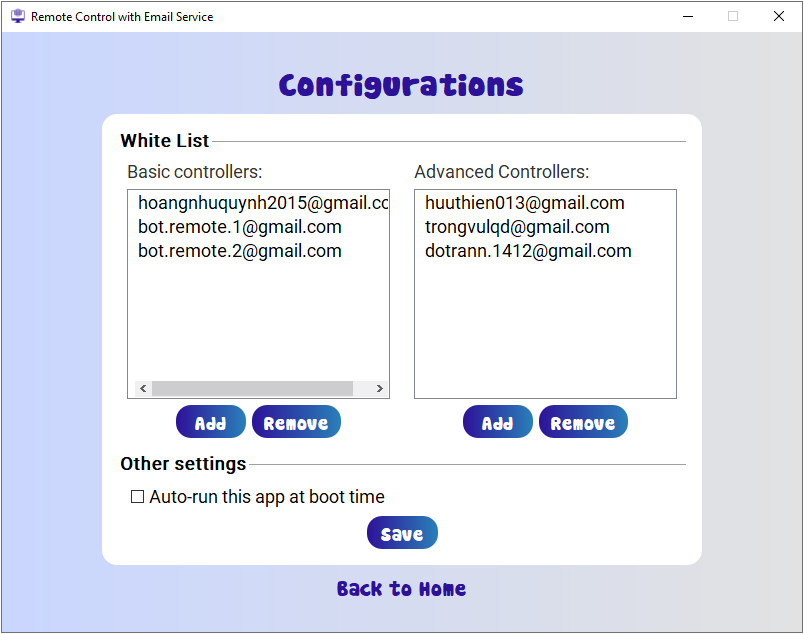 Remote Control with Email Service
Configurations
White List
Basic controllers:
hoangnhuquynh2015@gmail.co
bot.remote.1@gmail.com
bot.remote.2@gmail.com
Add Remove
Advanced Controllers:
huuthien013@gmail.com
trongvulqd@gmail.com
dotrann.1412@gmail.com
Add Remove
Other settings
Auto-run this app at boot time
Save
Back to Home